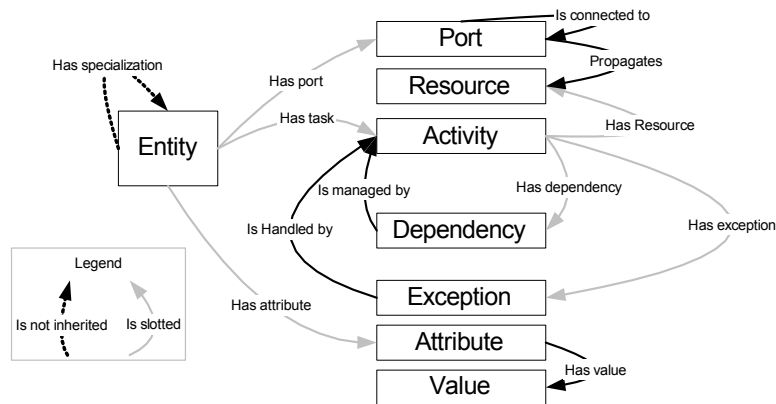 Is connected to
Port
Has specialization
Propagates
Has port
Resource
Has task
Has Resource
Activity
Entity
Is managed by
Has dependency
Is Handled by
Dependency
Has exception
Legend
Has attribute
Exception
Is not inherited
Is slotted
Attribute
Has value
Value